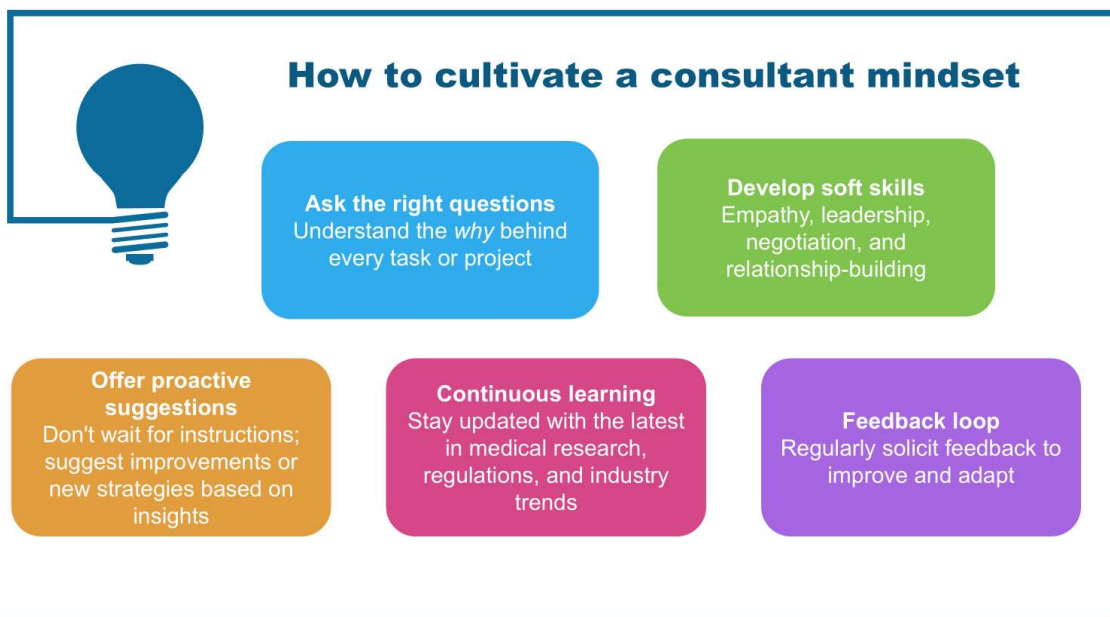 How to cultivate a consultant mindset
Ask the right questions
Understand the why behind
every task or project
Develop soft skills
Empathy, leadership,
negotiation, and
relationship-building
Offer proactive
suggestions
Don't wait for instructions;
suggest improvements or
new strategies based on
insights
Continuous learning
Stay updated with the latest
in medical research,
regulations, and industry
trends
Feedback loop
Regularly solicit feedback to
improve and adapt